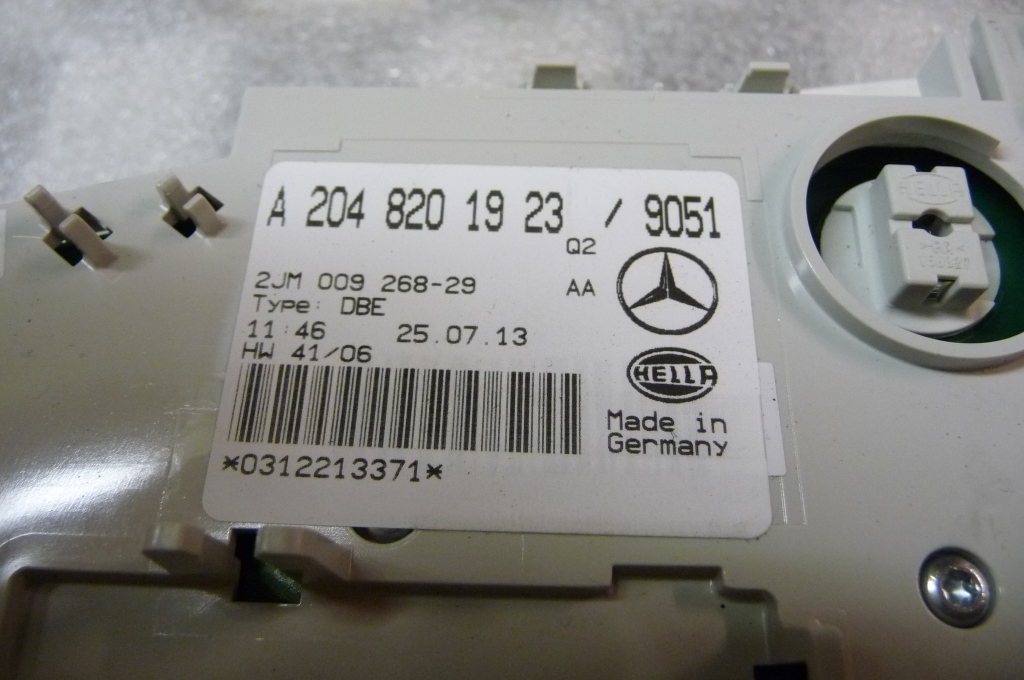 A 204 820 19 23 / 9051
Q2
2JM 009 268-29 AA
Type: DBE
11:46 25.07.13
HW 41/06
HELLA
Made in
Germany
*0312213371*
HELLA